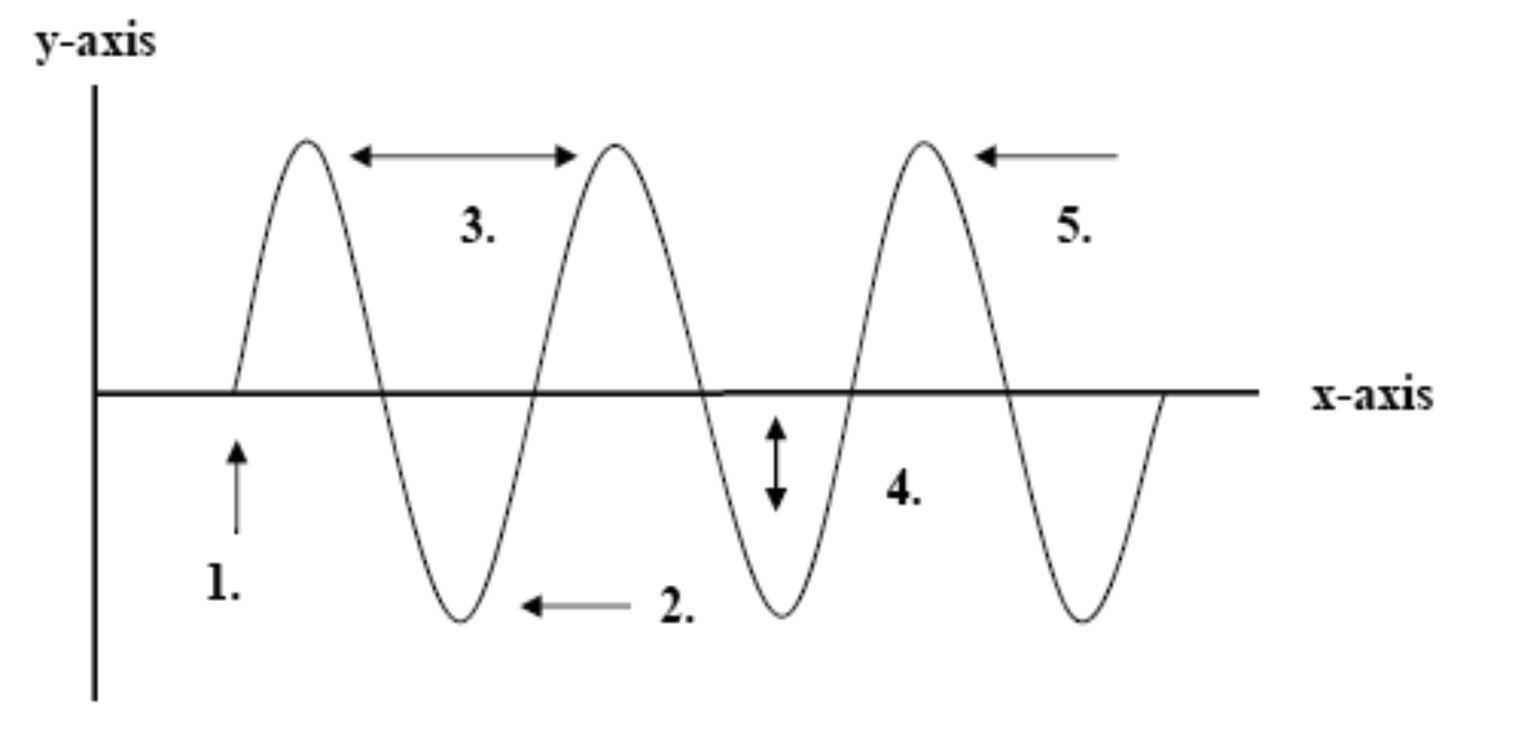 y-axis
3.
5.
x-axis
4.
1.
2.